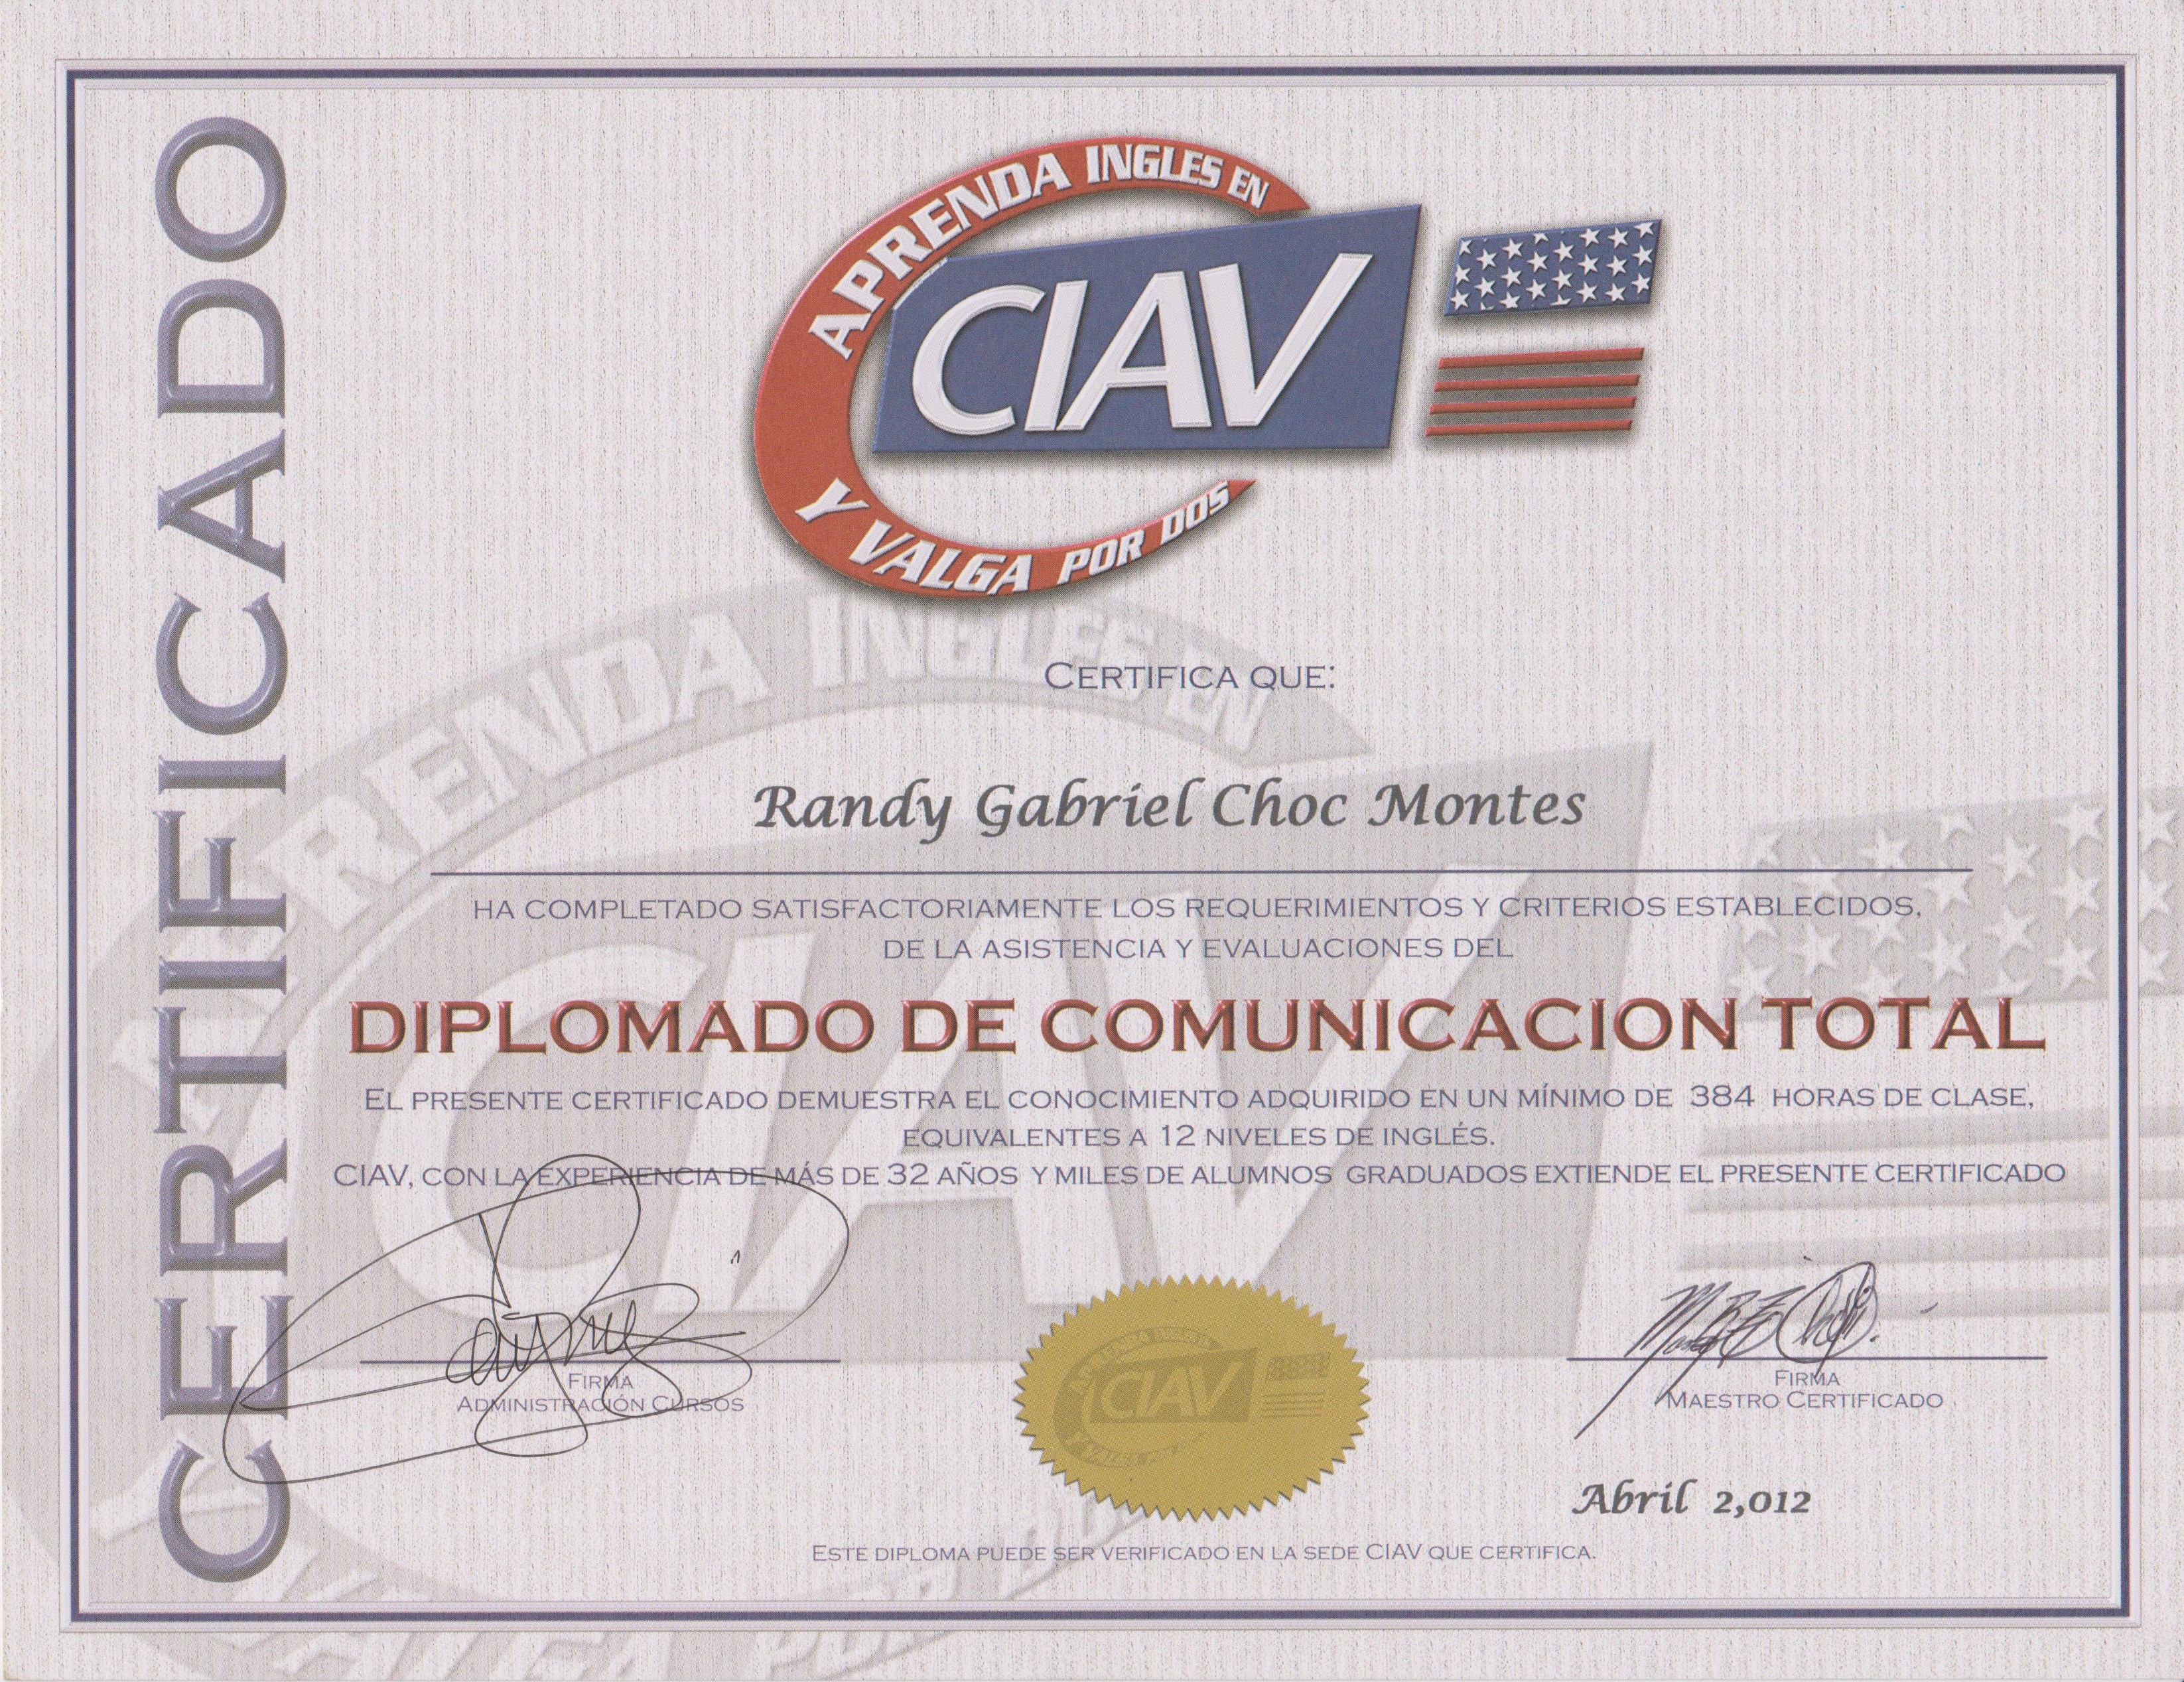 CERTIFICADO
APRENDA INGLES EN
CIAV
Y VALGA POR DOS
CERTIFICA QUE:
Randy Gabriel Choc Montes
HA COMPLETADO SATISFACTORIAMENTE LOS REQUERIMIENTOS Y CRITERIOS ESTABLECIDOS,
DE LA ASISTENCIA Y EVALUACIONES DEL
DIPLOMADO DE COMUNICACION TOTAL
EL PRESENTE CERTIFICADO DEMUESTRA EL CONOCIMIENTO ADQUIRIDO EN UN MÍNIMO DE 384 HORAS DE CLASE,
EQUIVALENTES A 12 NIVELES DE INGLÉS.
CIAV, CON LA EXPERIENCIA DE MÁS DE 32 AÑOS Y MILES DE ALUMNOS GRADUADOS EXTIENDE EL PRESENTE CERTIFICADO
FIRMA
ADMINISTRACIÓN CURSOS
APRENDA INGLES EN
CIAV
Y VALGA POR
FIRMA
MAESTRO CERTIFICADO
Abril 2,012
ESTE DIPLOMA PUEDE SER VERIFICADO EN LA SEDE CIAV QUE CERTIFICA.